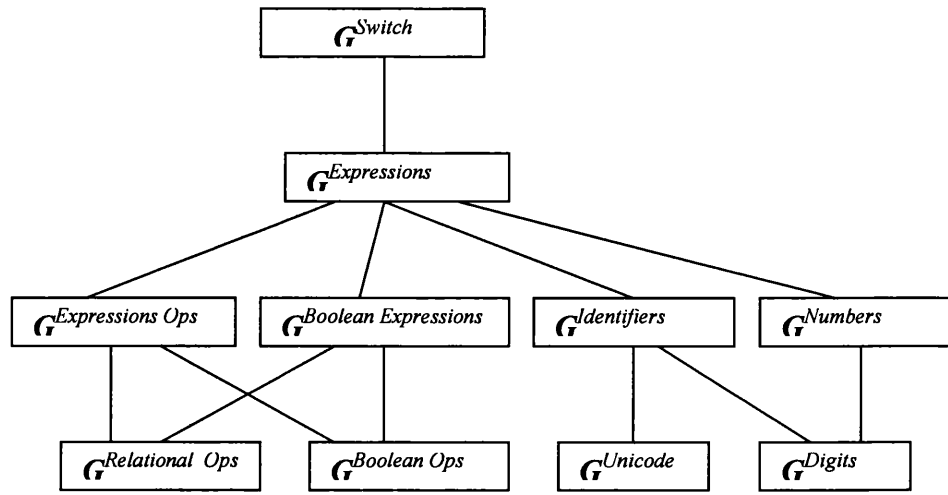 G Switch
G Expressions
G Expressions Ops
G Boolean Expressions
G Identifiers
G Numbers
G Relational Ops
G Boolean Ops
G Unicode
G Digits